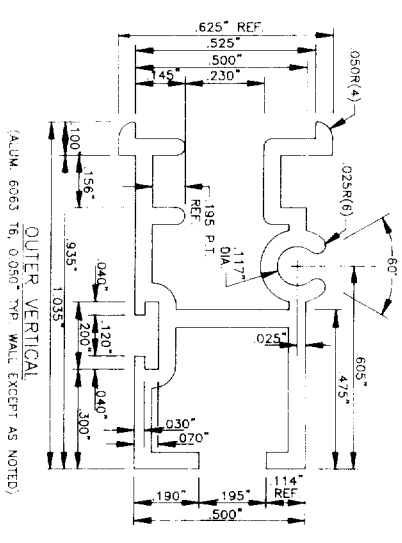 .625" REF.
.525"
.500"
.145"
.230"
.050R(4)
.025R(6)
60°
.100"
.156"
.195 P.T.
REF.
.117"
DIA.
.025"
.605"
.475"
.935"
1.035"
.040"
.120"
.200"
.040"
.300"
.030"
.070"
.114"
REF.
.190"
.195"
.500"
OUTER VERTICAL
(ALUM. 6063 T6, 0.050" TYP. WALL EXCEPT AS NOTED)